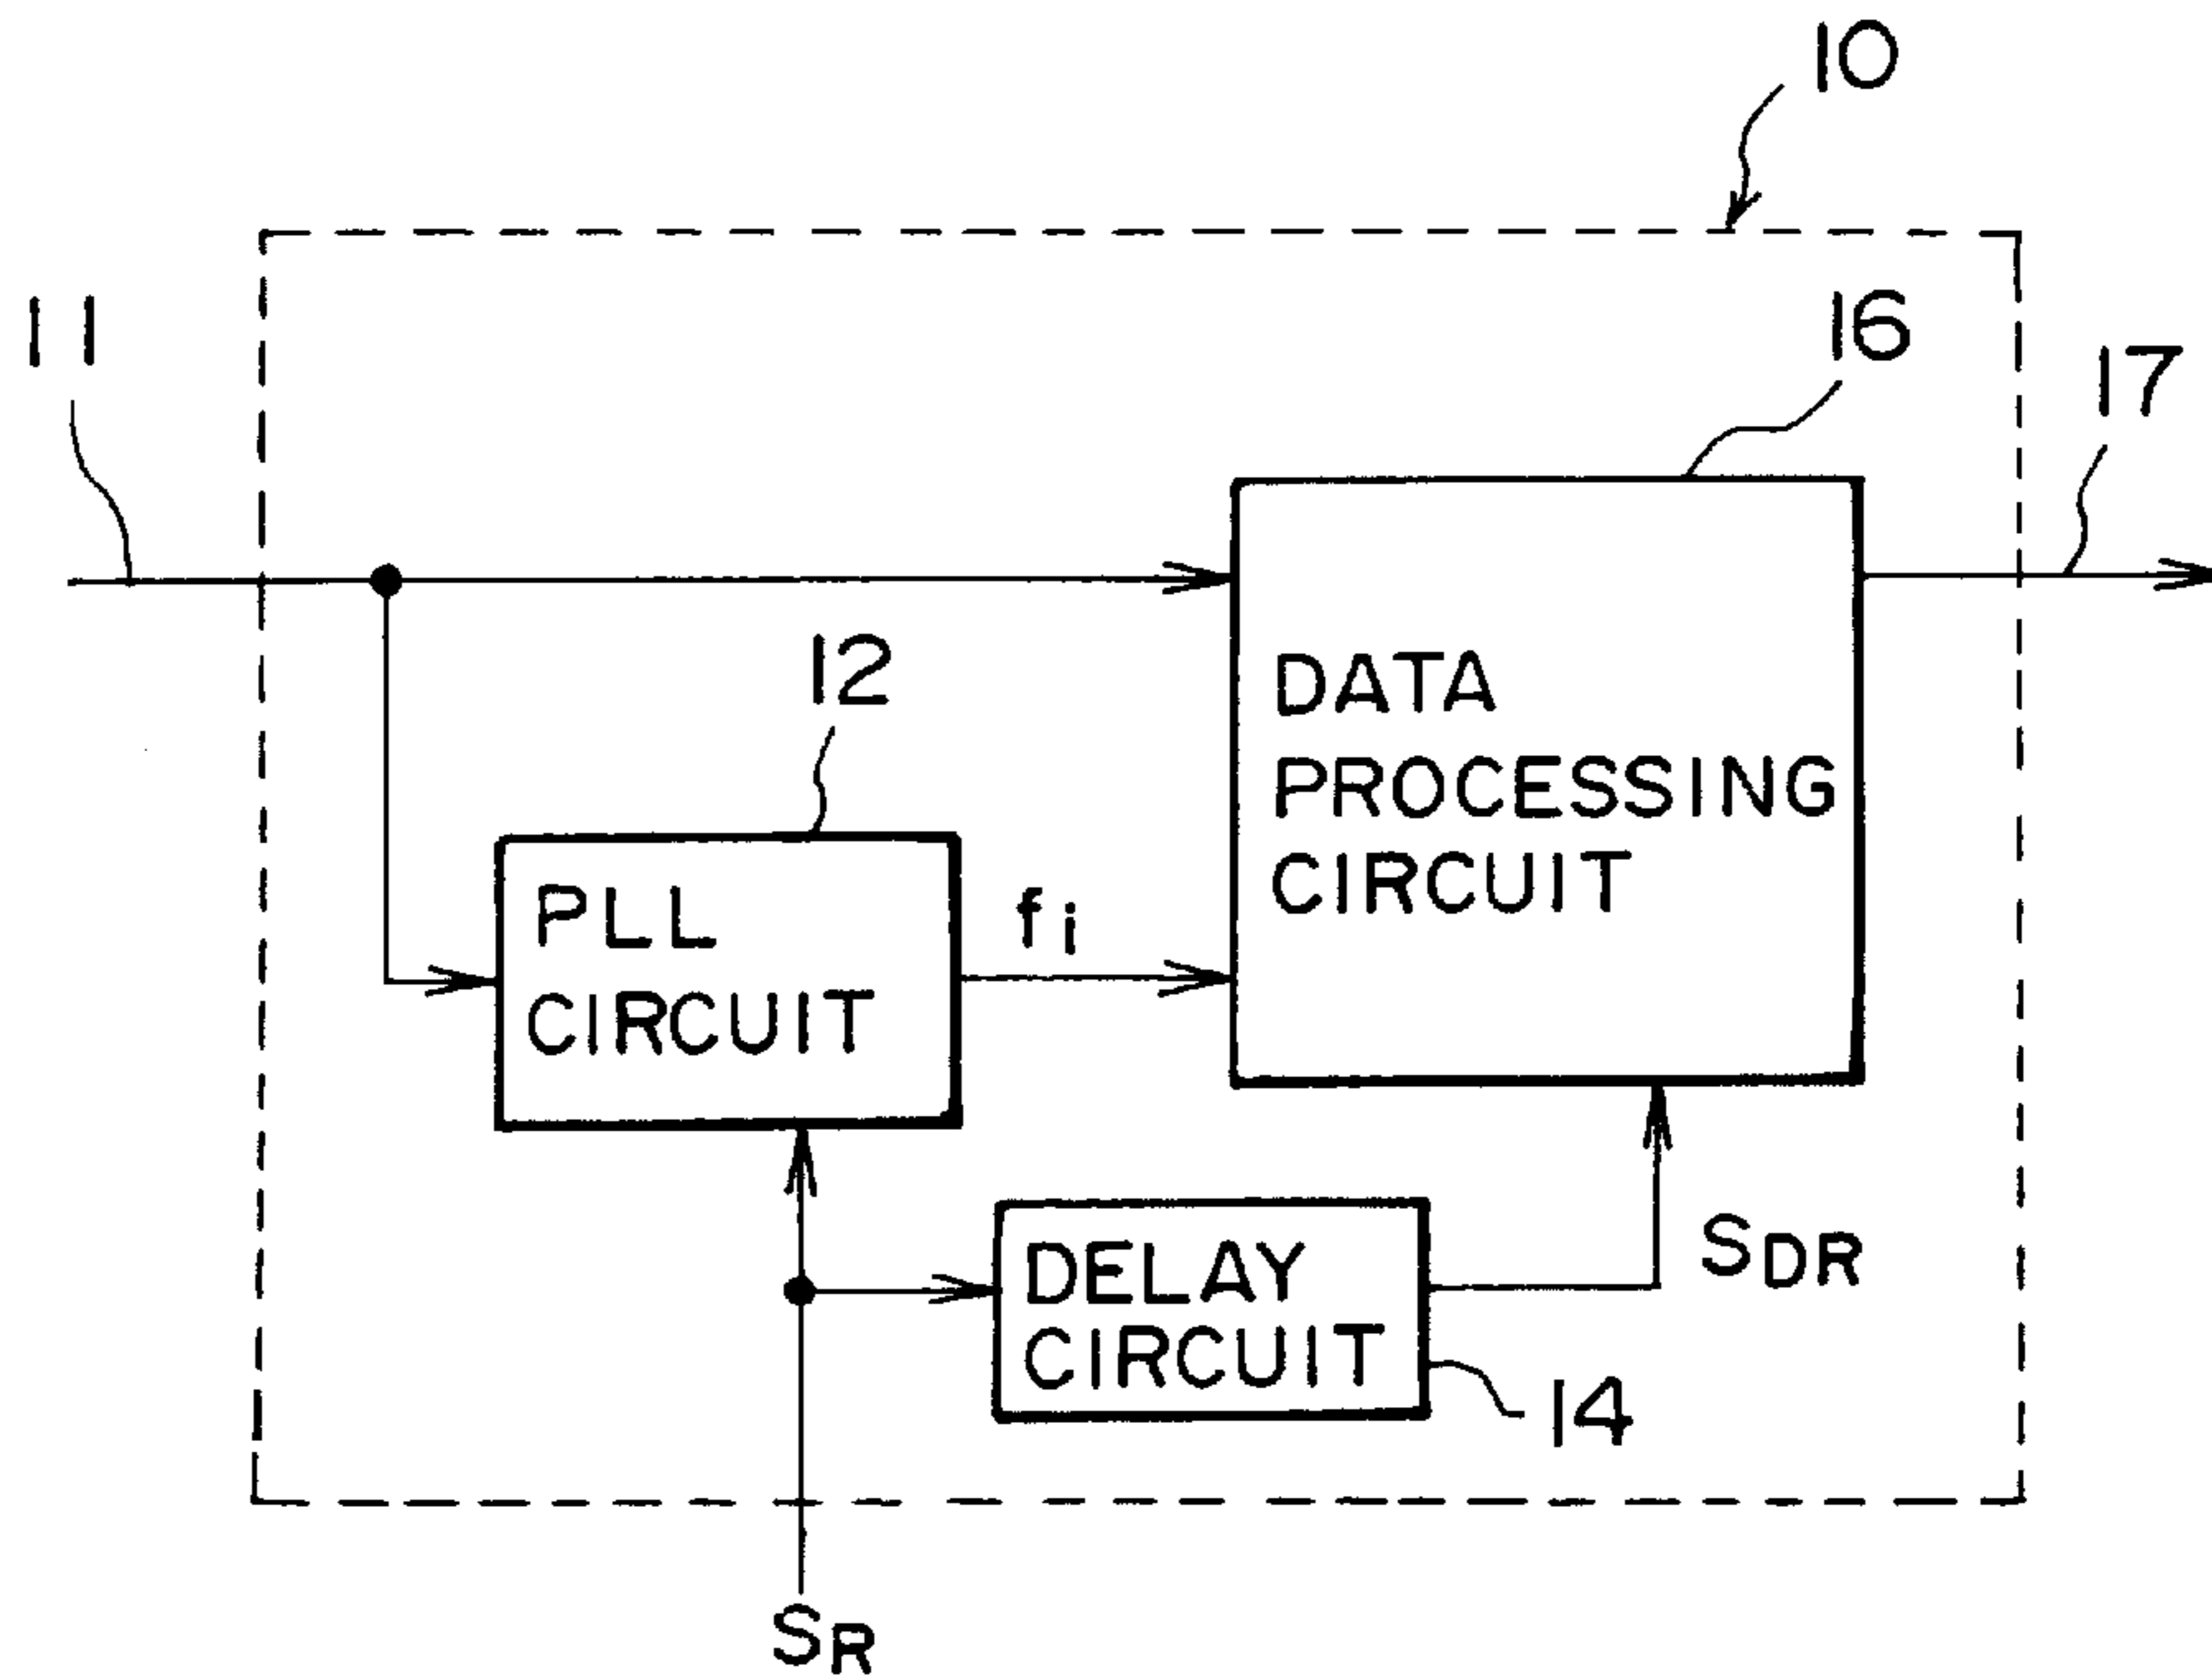 10
11
16
17
12
DATA
PROCESSING
CIRCUIT
PLL
CIRCUIT
fi
DELAY
CIRCUIT
SDR
14
SR